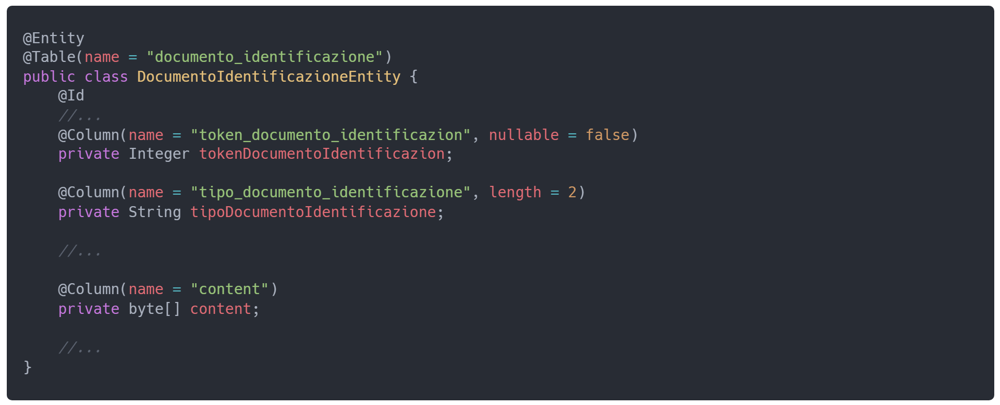 @Entity
@Table(name = "documento_identificazione")
public class DocumentoIdentificazioneEntity {
    @Id
    //...
    @Column(name = "token_documento_identificazion", nullable = false)
    private Integer tokenDocumentoIdentificazion;

    @Column(name = "tipo_documento_identificazione", length = 2)
    private String tipoDocumentoIdentificazione;

    //...

    @Column(name = "content")
    private byte[] content;

    //...
}